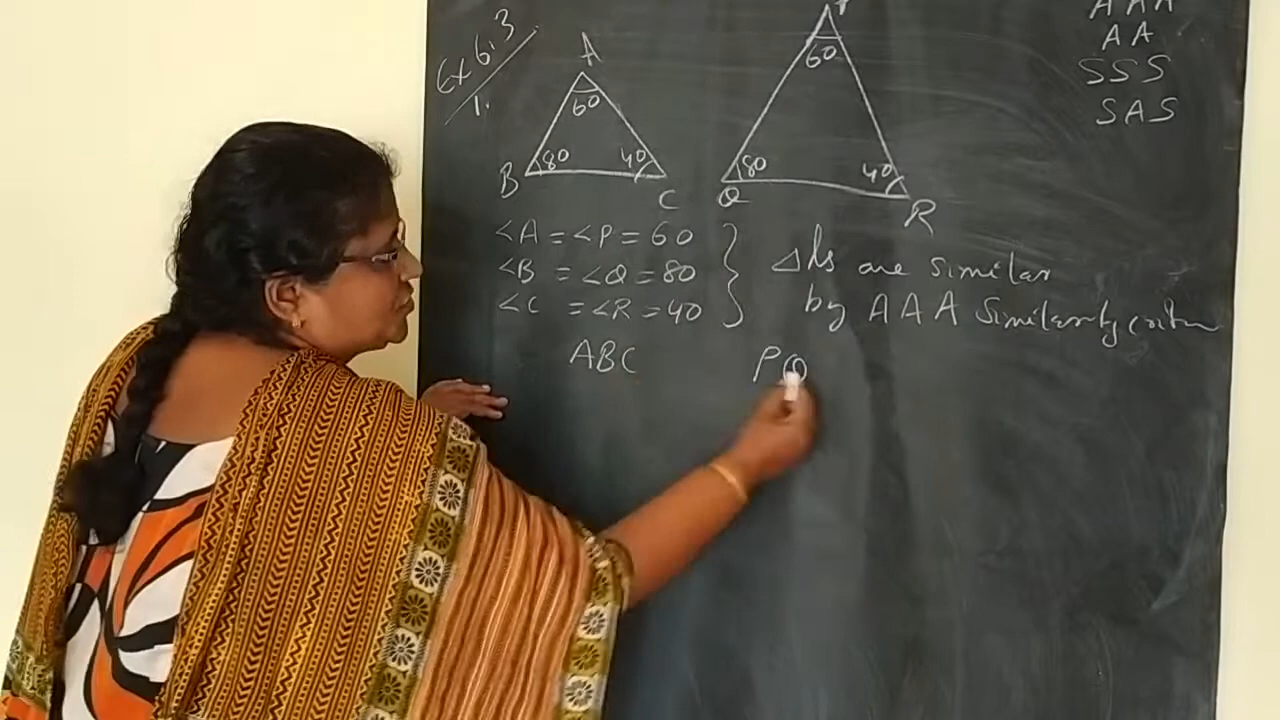 Ex 6.3
1.
A
60
B 80 40 C
P
60
Q 80 40 R
AAA
AA
SSS
SAS
<A = <P = 60
<B = <Q = 80
<C = <R = 40
} Δls are similar
by AAA Similarity
ABC PQ